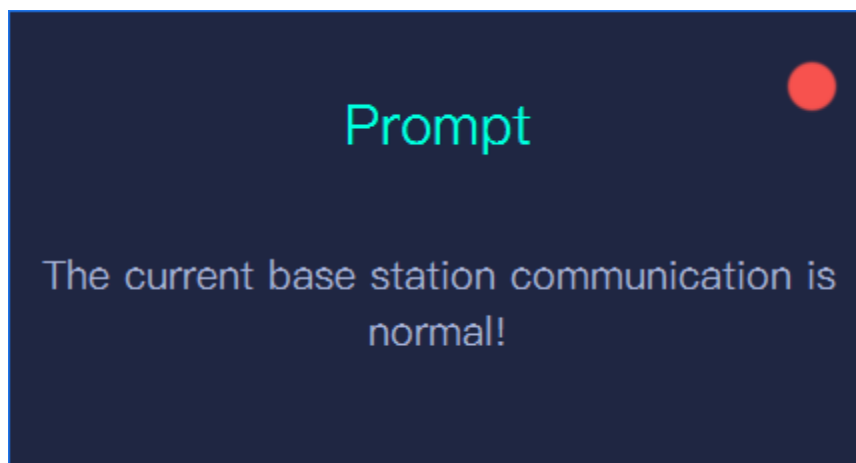 Prompt
The current base station communication is
normal!